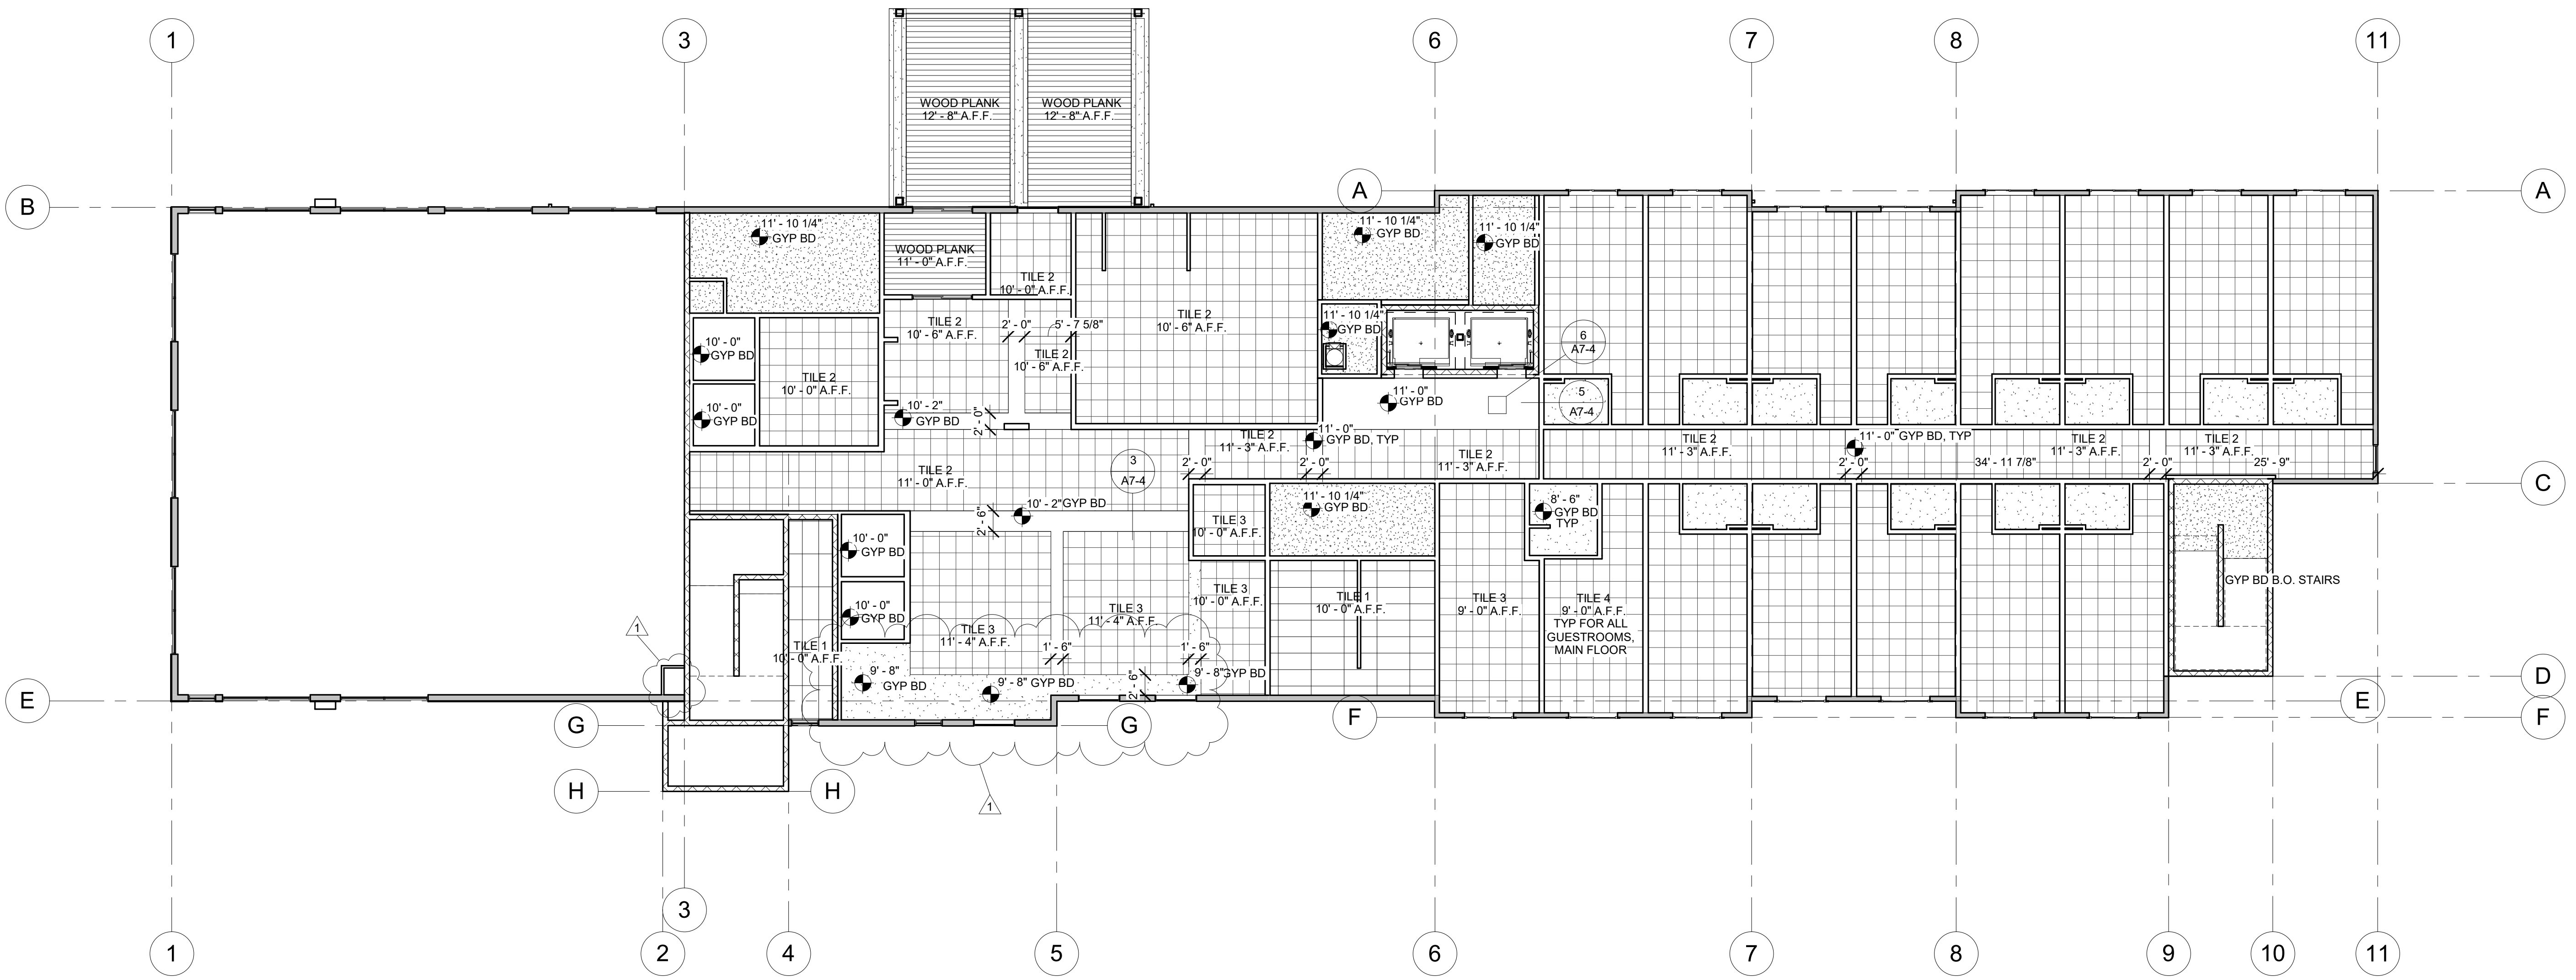 1
3
6
7
8
11
WOOD PLANK
12' - 8" A.F.F.
WOOD PLANK
12' - 8" A.F.F.
B
A
A
11' - 10 1/4"
GYP BD
WOOD PLANK
11' - 0" A.F.F.
TILE 2
10' - 0" A.F.F.
11' - 10 1/4"
GYP BD
11' - 10 1/4"
GYP BD
10' - 0"
GYP BD
10' - 0"
GYP BD
TILE 2
10' - 0" A.F.F.
TILE 2
10' - 6" A.F.F.
2' - 0"
5' - 7 5/8"
TILE 2
10' - 6" A.F.F.
TILE 2
10' - 6" A.F.F.
11' - 10 1/4"
GYP BD
6
A7-4
5
A7-4
10' - 2"
GYP BD
2' - 0"
11' - 0"
GYP BD
TILE 2
11' - 0" A.F.F.
3
A7-4
2' - 0"
TILE 2
11' - 3" A.F.F.
11' - 0"
GYP BD, TYP
2' - 0"
TILE 2
11' - 3" A.F.F.
TILE 2
11' - 3" A.F.F.
11' - 0" GYP BD, TYP
2' - 0"
34' - 11 7/8"
TILE 2
11' - 3" A.F.F.
2' - 0"
TILE 2
11' - 3" A.F.F.
25' - 9"
C
10' - 2"GYP BD
2' - 6"
10' - 0"
GYP BD
10' - 0"
GYP BD
TILE 3
10' - 0" A.F.F.
11' - 10 1/4"
GYP BD
8' - 6"
GYP BD
TYP
GYP BD B.O. STAIRS
TILE 1
10' - 0" A.F.F.
TILE 3
11' - 4" A.F.F.
TILE 3
11' - 4" A.F.F.
TILE 3
10' - 0" A.F.F.
TILE 1
10' - 0" A.F.F.
TILE 3
9' - 0" A.F.F.
TILE 4
9' - 0" A.F.F.
TYP FOR ALL
GUESTROOMS,
MAIN FLOOR
1
1' - 6"
1' - 6"
9' - 8"
GYP BD
9' - 8" GYP BD
2' - 6"
9' - 8"GYP BD
E
D
E
F
F
G
G
H
H
1
3
1
2
4
5
6
7
8
9
10
11